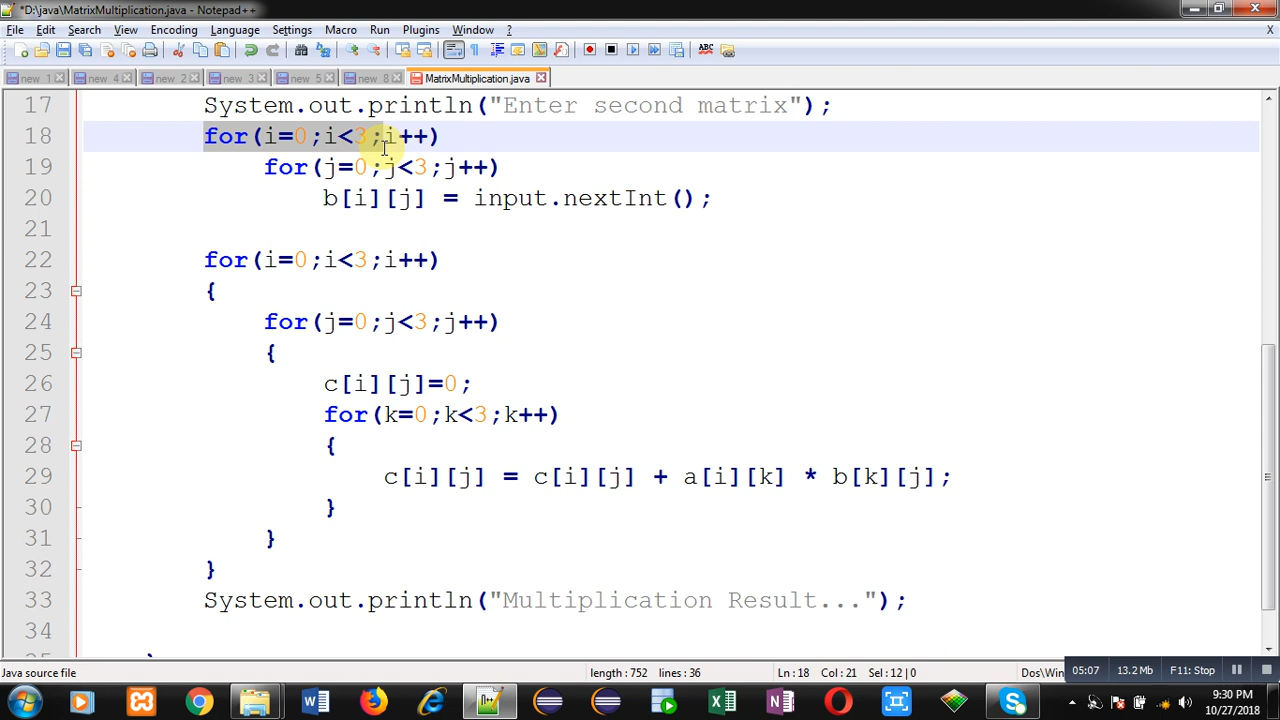 *D:\java\MatrixMultiplication.java - Notepad++
File Edit Search View Encoding Language Settings Macro Run Plugins Window ? X
new 1 new 4 new 2 new 3 new 5 new 8 MatrixMultiplication.java
17 System.out.println("Enter second matrix");
18 for(i=0;i<3;i++)
19 for(j=0;j<3;j++)
20 b[i][j] = input.nextInt();
21
22 for(i=0;i<3;i++)
23 {
24 for(j=0;j<3;j++)
25 {
26 c[i][j]=0;
27 for(k=0;k<3;k++)
28 {
29 c[i][j] = c[i][j] + a[i][k] * b[k][j];
30 }
31 }
32 }
33 System.out.println("Multiplication Result...");
34
Java source file length : 752 lines : 36 Ln : 18 Col : 21 Sel : 12 | 0 Dos\Win 05:07 13.2 Mb F11: Stop
9:30 PM
10/27/2018